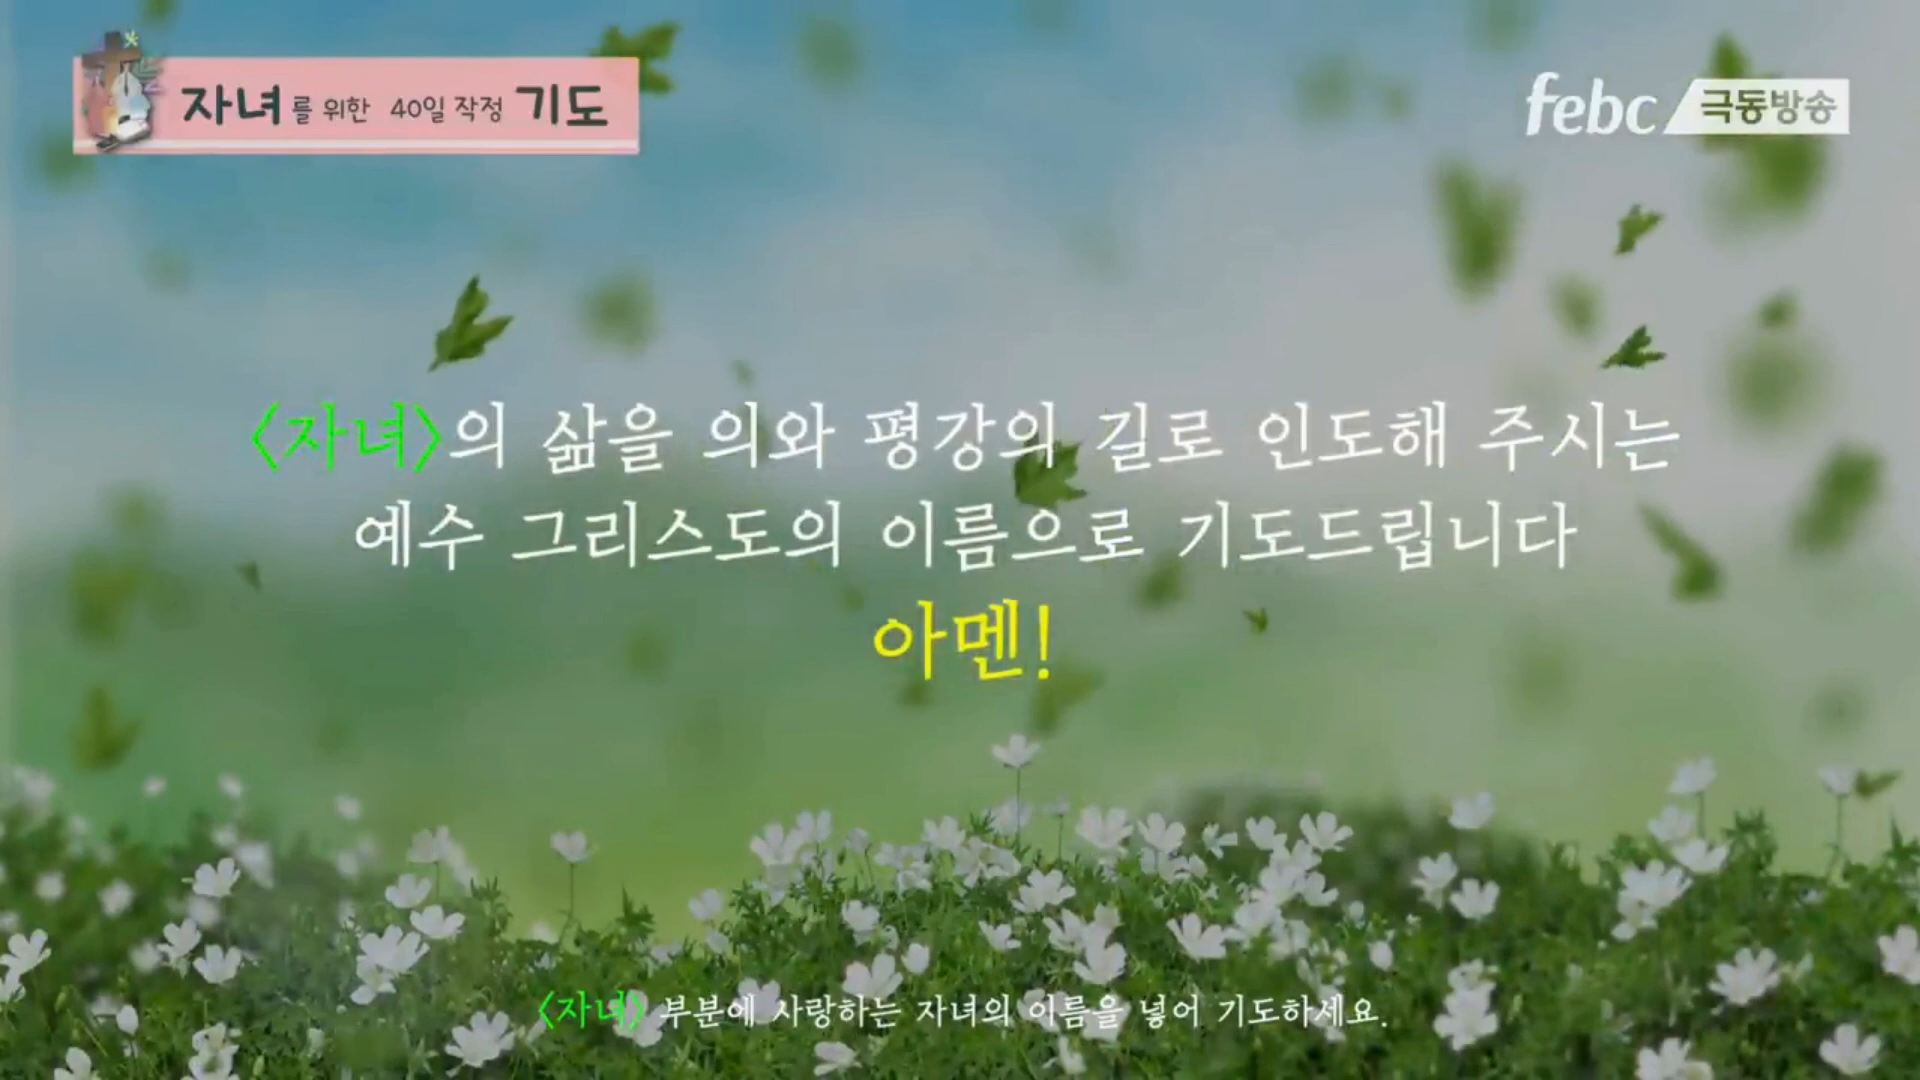 자녀를 위한 40일 작정 기도
febc 극동방송
<자녀>의 삶을 의와 평강의 길로 인도해 주시는
예수 그리스도의 이름으로 기도드립니다
아멘!
<자녀> 부분에 사랑하는 자녀의 이름을 넣어 기도하세요.